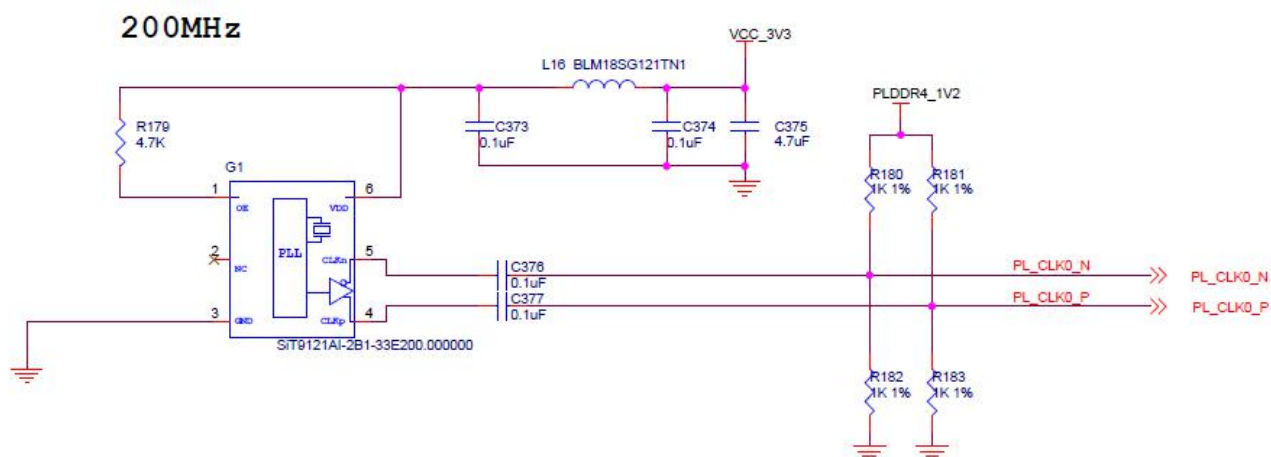 200MHz
VCC_3V3
L16 BLM18SG121TN1
PLDDR4_1V2
R179
4.7K
C373
0.1uF
C374
0.1uF
C375
4.7uF
G1
R180
1K 1%
R181
1K 1%
1
OE
6
VDD
2
NC
PLL
5
CLKn
C376
0.1uF
PL_CLK0_N
PL_CLK0_N
3
GND
4
CLKp
C377
0.1uF
PL_CLK0_P
PL_CLK0_P
SiT9121AI-2B1-33E200.000000
R182
1K 1%
R183
1K 1%